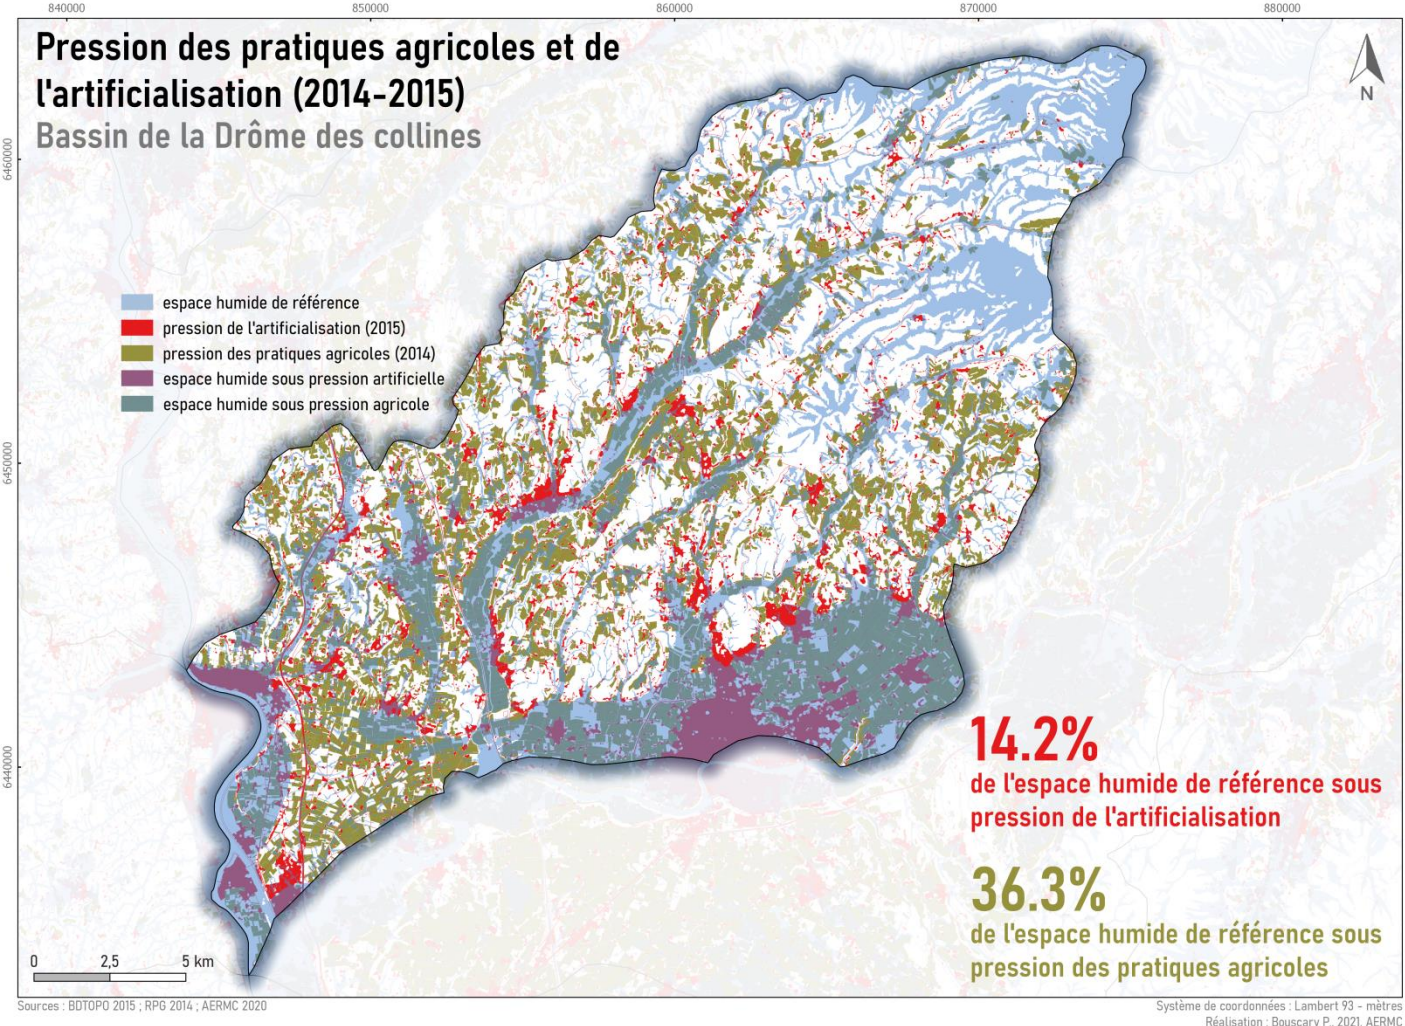 840000
850000
860000
870000
880000
Pression des pratiques agricoles et de
l'artificialisation (2014-2015)
Bassin de la Drôme des collines
N
6460000
6450000
6440000
espace humide de référence
pression de l'artificialisation (2015)
pression des pratiques agricoles (2014)
espace humide sous pression artificielle
espace humide sous pression agricole
14.2%
de l'espace humide de référence sous
pression de l'artificialisation
36.3%
de l'espace humide de référence sous
pression des pratiques agricoles
0 2,5 5 km
Sources : BDTOPO 2015 ; RPG 2014 ; AERMC 2020
Système de coordonnées : Lambert 93 - mètres
Réalisation : Bouscary P., 2021, AERMC